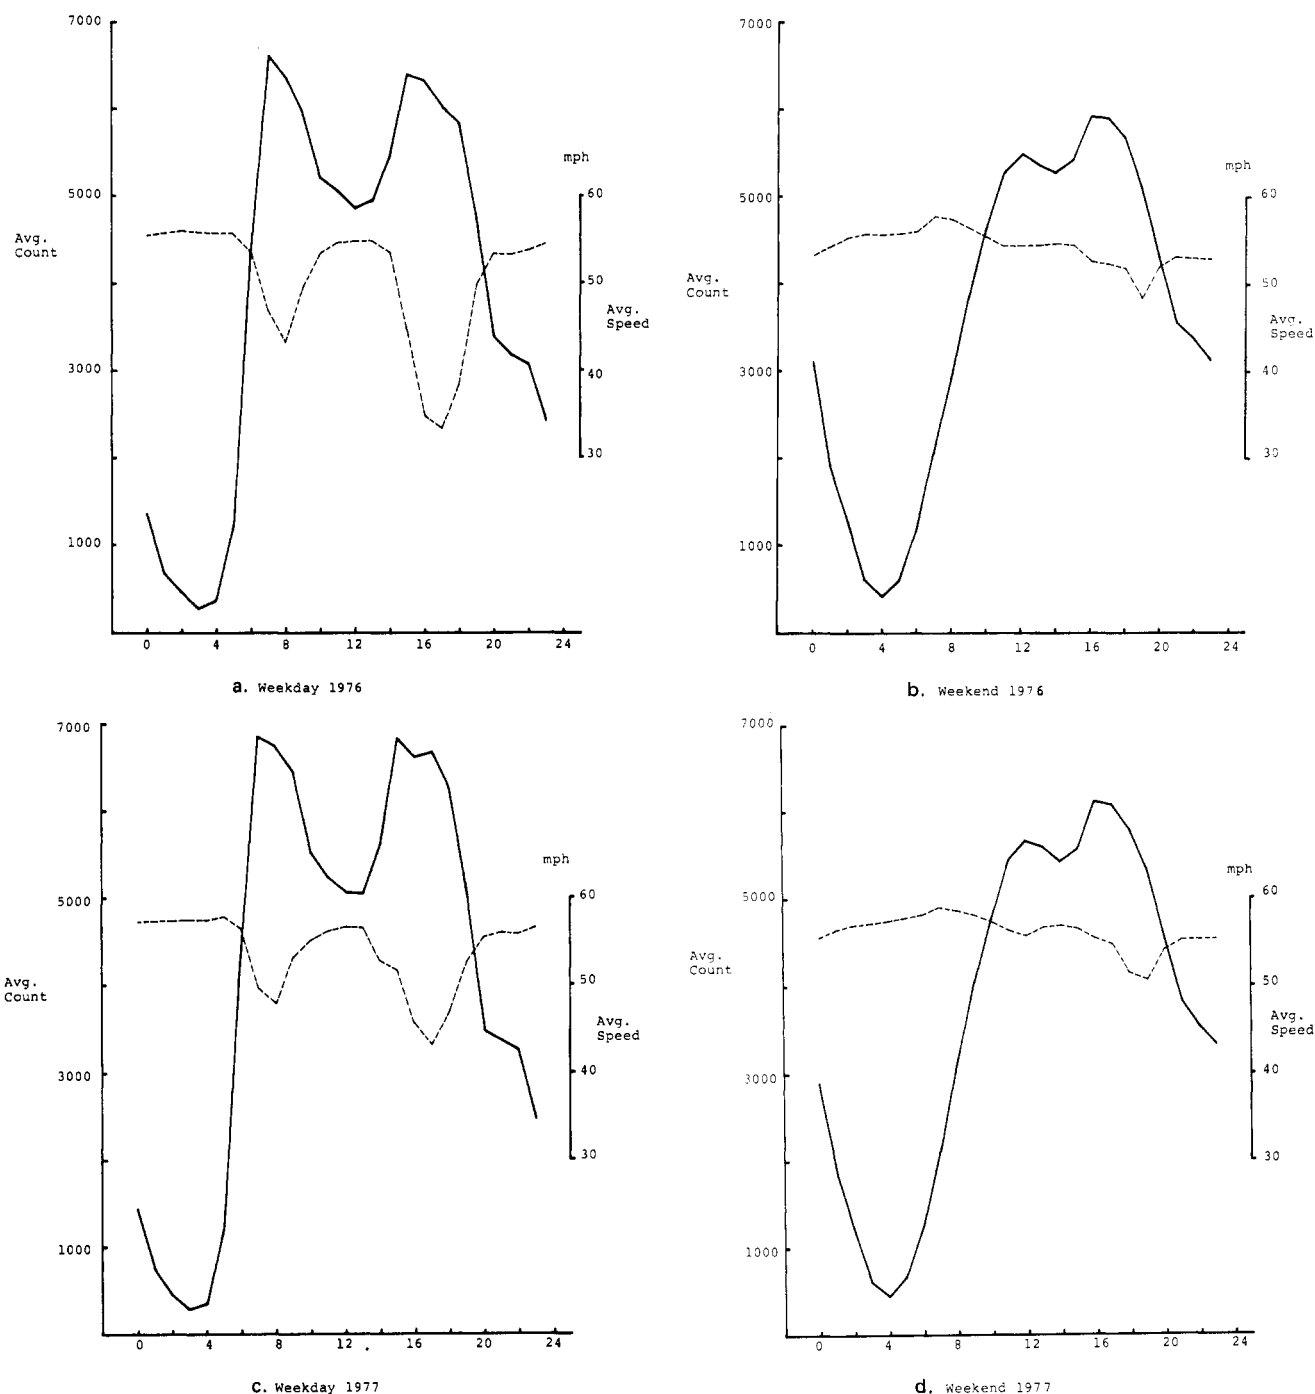 7000
5000
Avg.
Count
3000
1000
mph
60
50
Avg.
Speed
40
30
0 4 8 12 16 20 24
a. Weekday 1976
7000
5000
Avg.
Count
3000
1000
mph
60
50
Avg.
Speed
40
30
0 4 8 12 16 20 24
b. Weekend 1976
7000
5000
Avg.
Count
3000
1000
mph
60
50
Avg.
Speed
40
30
0 4 8 12 16 20 24
c. Weekday 1977
7000
5000
Avg.
Count
3000
1000
mph
60
50
Avg.
Speed
40
30
0 4 8 12 16 20 24
d. Weekend 1977